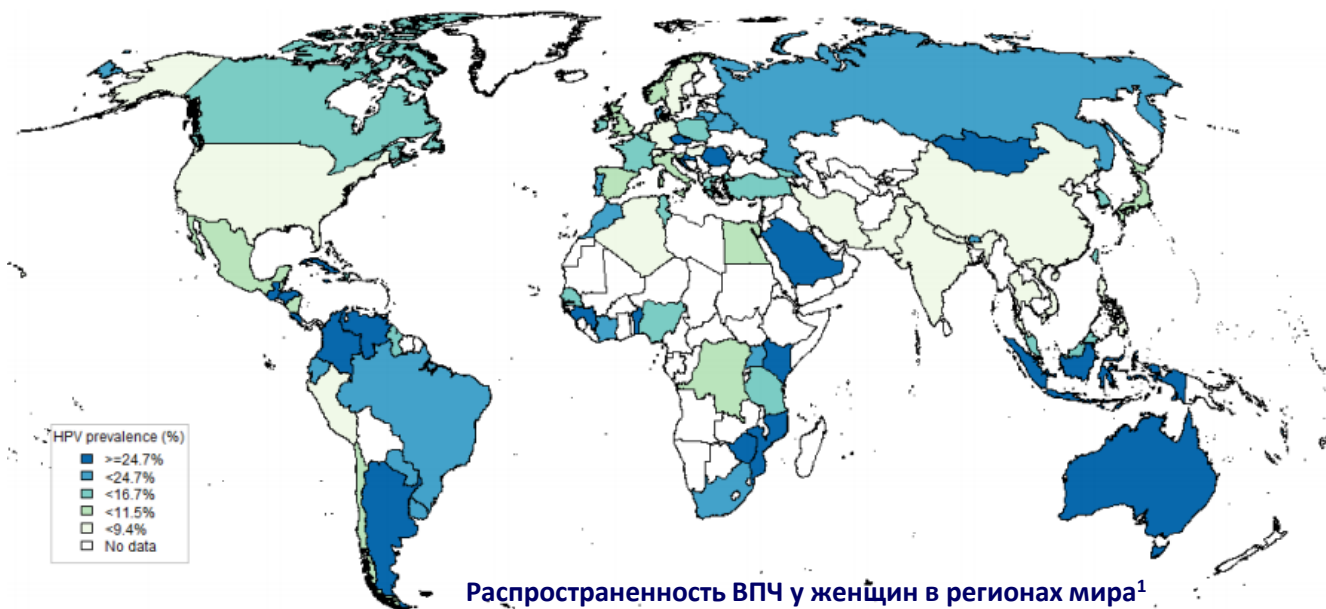 HPV prevalence (%)
>=24.7%
<24.7%
<16.7%
<11.5%
<9.4%
No data
Распространенность ВПЧ у женщин в регионах мира¹